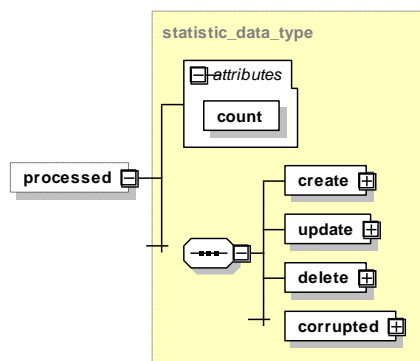 statistic_data_type
attributes
count
processed
create
update
delete
corrupted